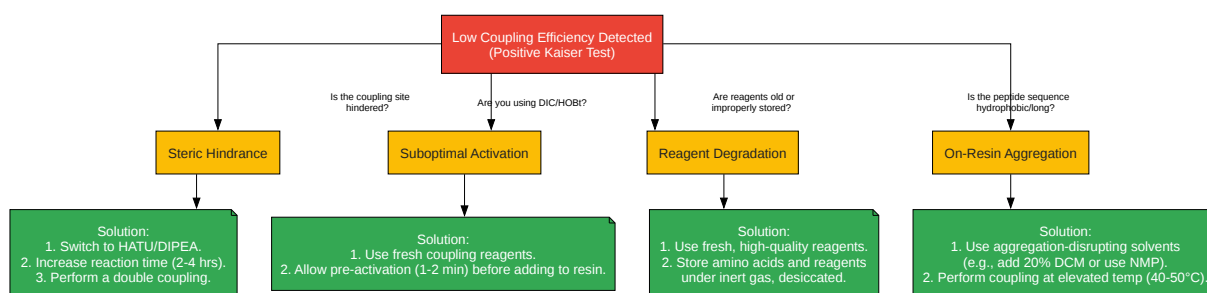 Low Coupling Efficiency Detected
(Positive Kaiser Test)
Is the coupling site
hindered?
Are you using DIC/HOBt?
Are reagents old or
improperly stored?
Is the peptide sequence
hydrophobic/long?
Steric Hindrance
Suboptimal Activation
Reagent Degradation
On-Resin Aggregation
Solution:
1. Switch to HATU/DIPEA.
2. Increase reaction time (2-4 hrs).
3. Perform a double coupling.
Solution:
1. Use fresh coupling reagents.
2. Allow pre-activation (1-2 min) before adding to resin.
Solution:
1. Use fresh, high-quality reagents.
2. Store amino acids and reagents
under inert gas, desiccated.
Solution:
1. Use aggregation-disrupting solvents
(e.g., add 20% DCM or use NMP).
2. Perform coupling at elevated temp (40-50°C).